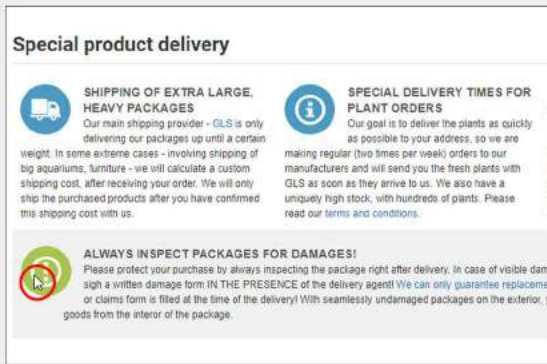 Special product delivery
SHIPPING OF EXTRA LARGE,
HEAVY PACKAGES
Our main shipping provider - GLS is only
delivering our packages up until a certain
weight. In some extreme cases - involving shipping of
big aquariums, furniture - we will calculate a custom
shipping cost, after receiving your order. We will only
ship the purchased products after you have confirmed
this shipping cost with us.
SPECIAL DELIVERY TIMES FOR
PLANT ORDERS
Our goal is to deliver the plants as quickly
as possible to your address, so we are
making regular (two times per week) orders to our
manufacturers and will send you the fresh plants with
GLS as soon as they arrive to us. We also have a
uniquely high stock, with hundreds of plants. Please
read our terms and conditions.
ALWAYS INSPECT PACKAGES FOR DAMAGES!
Please protect your purchase by always inspecting the package right after delivery. In case of visible dam
sigh a written damage form IN THE PRESENCE of the delivery agent! We can only guarantee replaceme
or claims form is filled at the time of the delivery! With seamlessly undamaged packages on the exterior,
goods from the interor of the package.